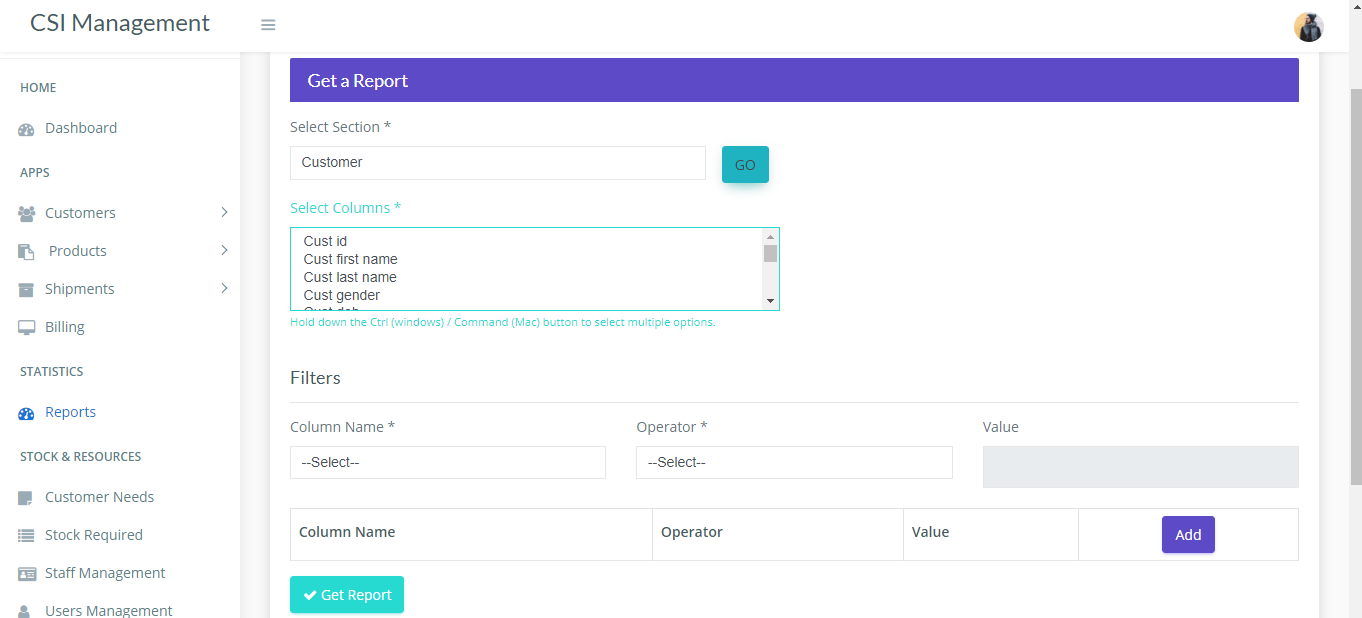 CSI Management
HOME
Dashboard
APPS
Customers
Products
Shipments
Billing
STATISTICS
Reports
STOCK & RESOURCES
Customer Needs
Stock Required
Staff Management
Users Management
Get a Report
Select Section *
Customer
GO
Select Columns *
Cust id
Cust first name
Cust last name
Cust gender
Cust dob
Hold down the Ctrl (windows) / Command (Mac) button to select multiple options.
Filters
Column Name * Operator * Value
--Select-- --Select--
Column Name Operator Value Add
Get Report